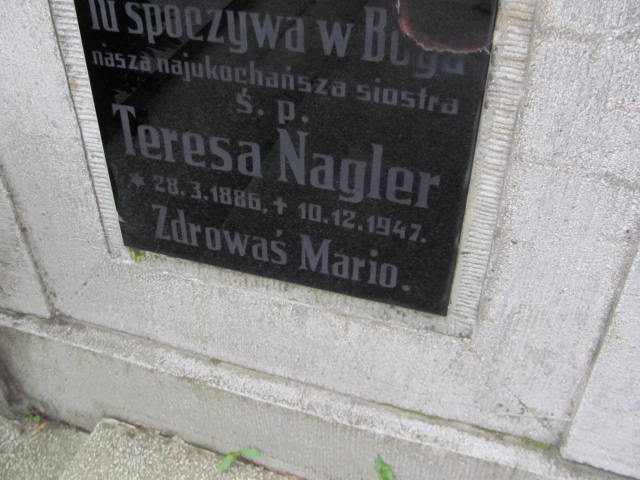 Tu spoczywa w Bogu
nasza najukochańsza siostra
ś. p.
Teresa Nagler
* 28.3.1886, + 10.12.1947.
Zdrowaś Mario.